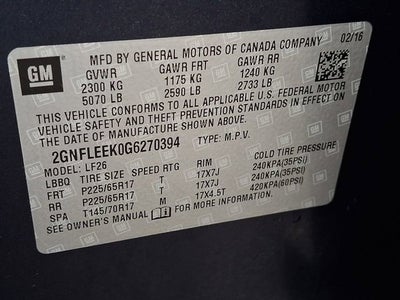 GM
MFD BY GENERAL MOTORS OF CANADA COMPANY 02/16
GVWR GAWR FRT GAWR RR
2300 KG 1175 KG 1240 KG
5070 LB 2590 LB 2733 LB
THIS VEHICLE CONFORMS TO ALL APPLICABLE U.S. FEDERAL MOTOR
VEHICLE SAFETY AND THEFT PREVENTION STANDARDS IN EFFECT ON
THE DATE OF MANUFACTURE SHOWN ABOVE.
2GNFLEEK0G6270394 TYPE: M.P.V.
MODEL: LF26
LBBQ TIRE SIZE SPEED RTG RIM COLD TIRE PRESSURE
FRT P225/65R17 T 17X7J 240KPA(35PSI)
RR P225/65R17 T 17X7J 240KPA(35PSI)
SPA T145/70R17 M 17X4.5T 420KPA(60PSI)
SEE OWNER'S MANUAL FOR MORE INFORMATION.